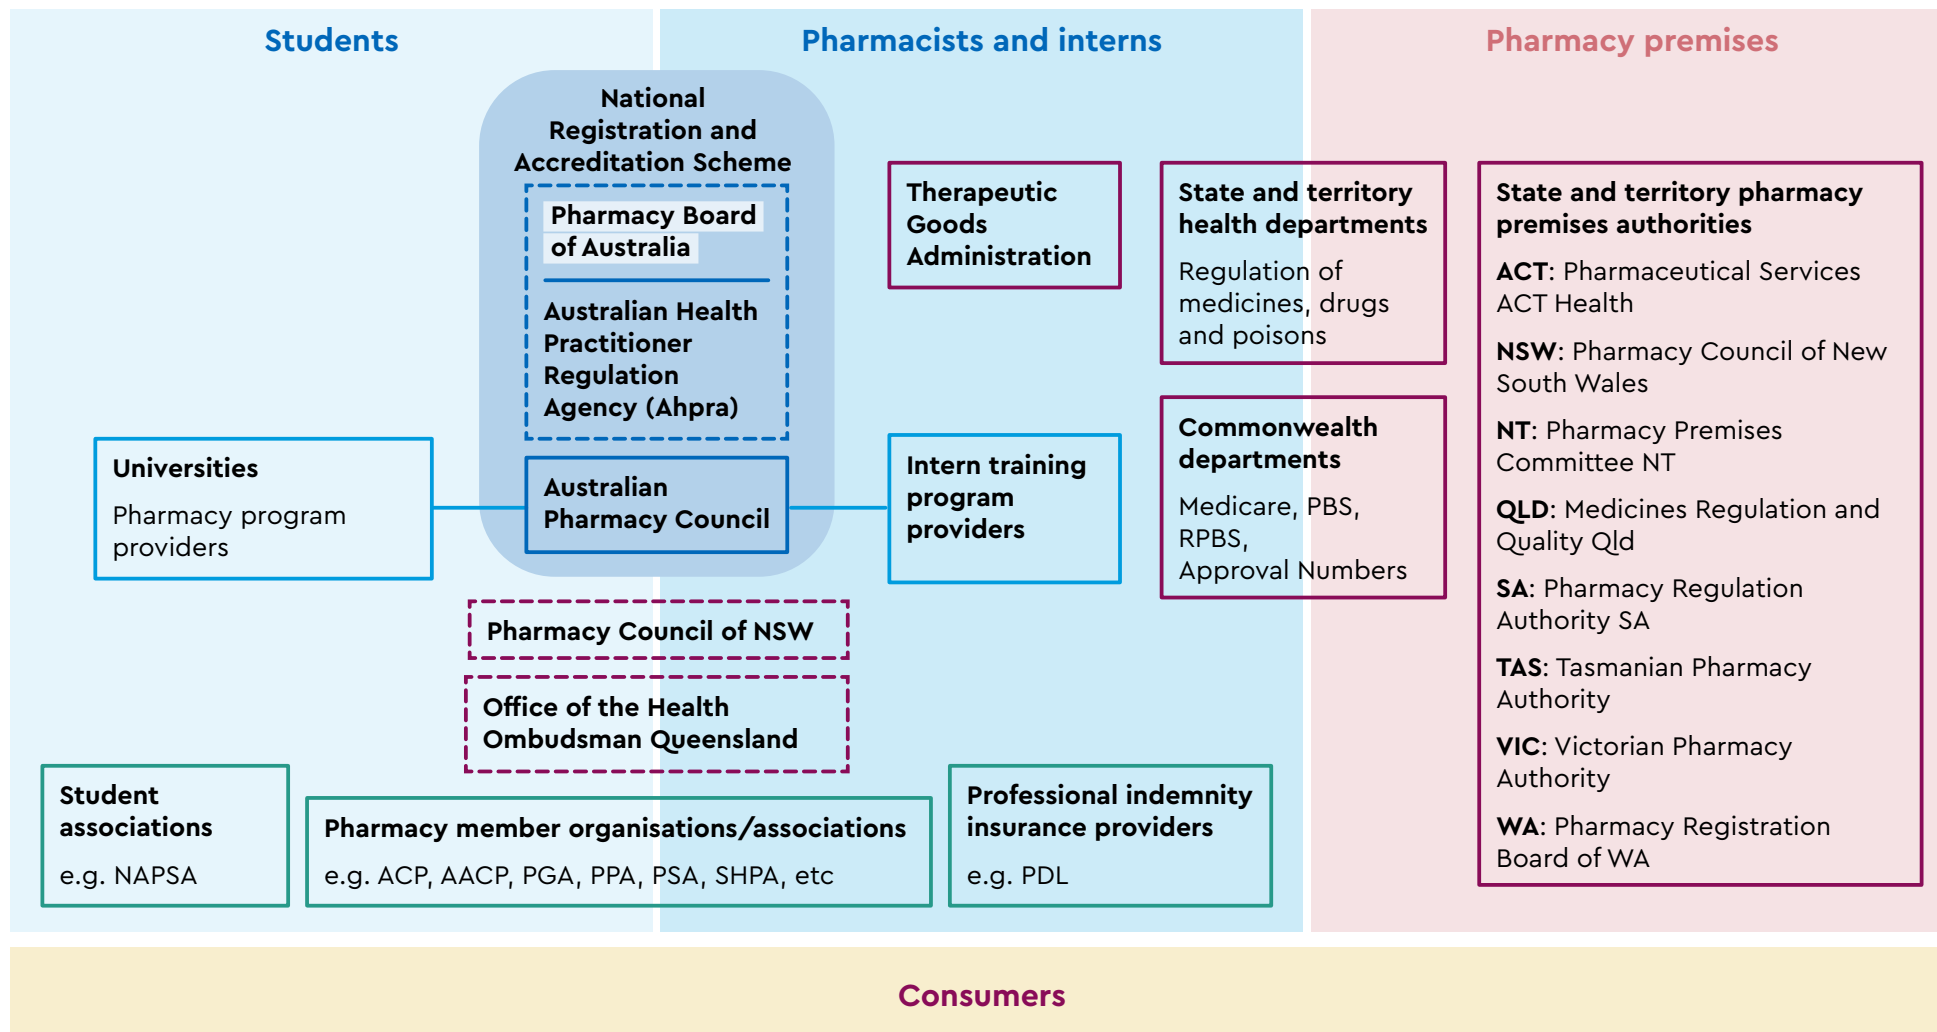 Students
Pharmacists and interns
Pharmacy premises
National
Registration and
Accreditation Scheme
Pharmacy Board
of Australia
Australian Health
Practitioner
Regulation
Agency (Ahpra)
Australian
Pharmacy Council
Universities
Pharmacy program
providers
Intern training
program
providers
Therapeutic
Goods
Administration
State and territory
health departments
Regulation of
medicines, drugs
and poisons
Commonwealth
departments
Medicare, PBS,
RPBS,
Approval Numbers
State and territory pharmacy
premises authorities
ACT: Pharmaceutical Services
ACT Health
NSW: Pharmacy Council of New
South Wales
NT: Pharmacy Premises
Committee NT
QLD: Medicines Regulation and
Quality Qld
SA: Pharmacy Regulation
Authority SA
TAS: Tasmanian Pharmacy
Authority
VIC: Victorian Pharmacy
Authority
WA: Pharmacy Registration
Board of WA
Pharmacy Council of NSW
Office of the Health
Ombudsman Queensland
Student
associations
e.g. NAPSA
Pharmacy member organisations/associations
e.g. ACP, AACP, PGA, PPA, PSA, SHPA, etc
Professional indemnity
insurance providers
e.g. PDL
Consumers